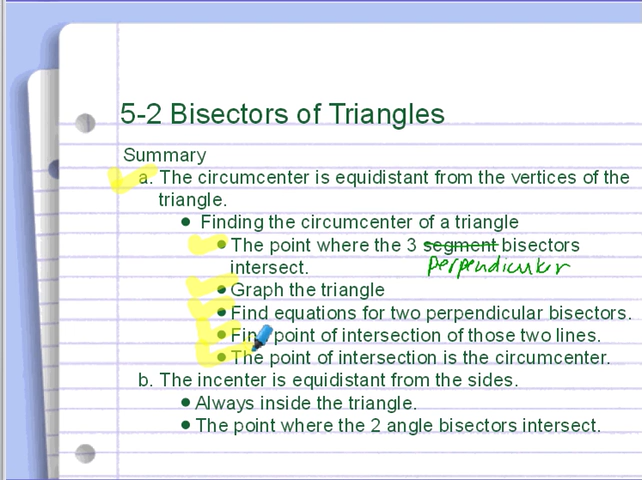 5-2 Bisectors of Triangles
Summary
a. The circumcenter is equidistant from the vertices of the
triangle.
• Finding the circumcenter of a triangle
• The point where the 3 segment bisectors
intersect. perpendicular
• Graph the triangle
• Find equations for two perpendicular bisectors.
• Find point of intersection of those two lines.
• The point of intersection is the circumcenter.
b. The incenter is equidistant from the sides.
• Always inside the triangle.
• The point where the 2 angle bisectors intersect.